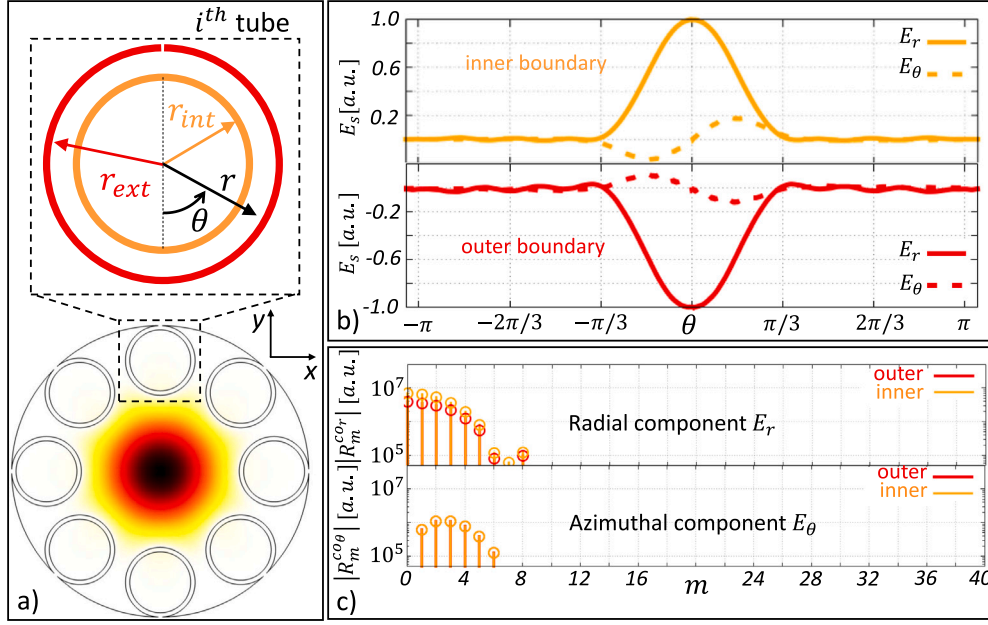 i^th tube
r_int
r_ext
r
θ
y
x
a)
E_s[a.u.]
1.0
0.6
0.2
inner boundary
E_r
E_θ
E_s[a.u.]
-0.2
-0.6
-1.0
outer boundary
E_r
E_θ
−π
−2π/3
−π/3
θ
π/3
2π/3
π
b)
|R_m^{co_r}| [a.u.]
10^7
10^5
outer
inner
Radial component E_r
|R_m^{co_θ}| [a.u.]
10^7
10^5
outer
inner
Azimuthal component E_θ
0 4 8 12 16 20 24 28 32 36 40
m
c)